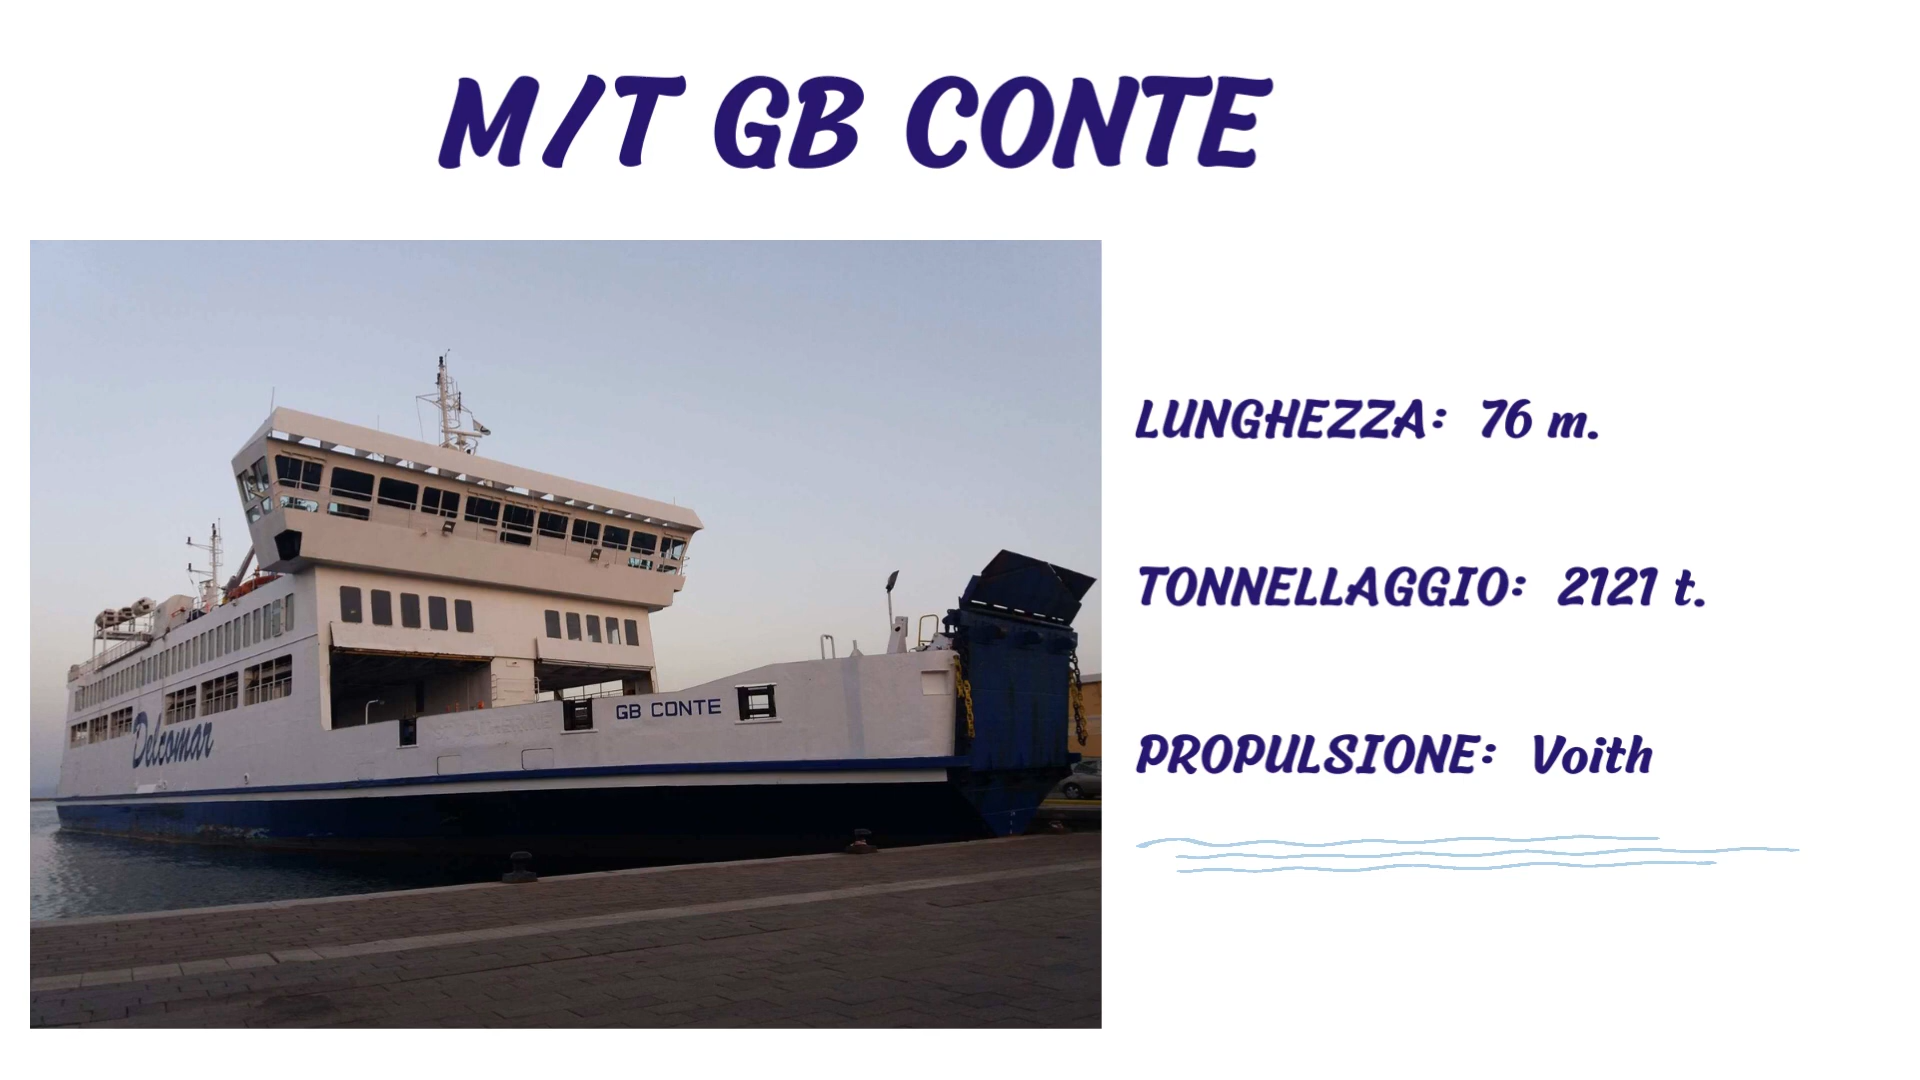 M/T GB CONTE
LUNGHEZZA: 76 m.
TONNELLAGGIO: 2121 t.
PROPULSIONE: Voith
GB CONTE
Delcomar